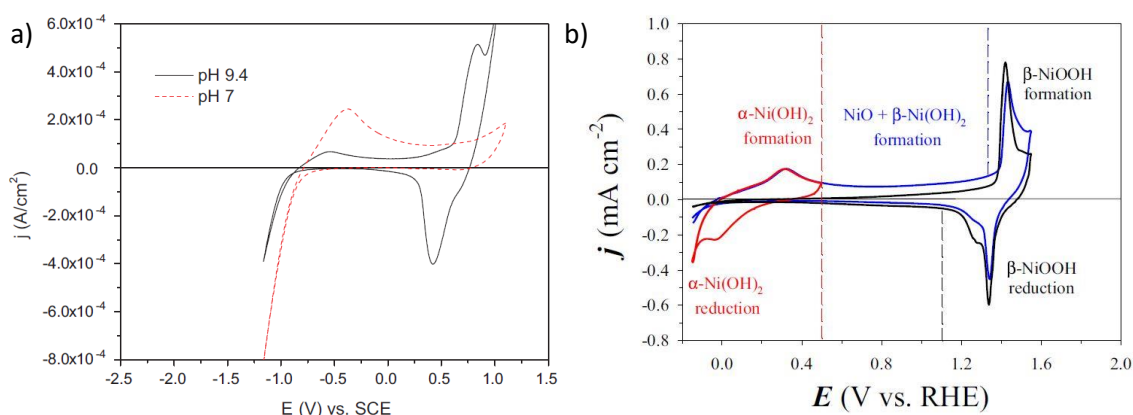 a)
6.0x10⁻⁴
4.0x10⁻⁴
2.0x10⁻⁴
0.0
-2.0x10⁻⁴
-4.0x10⁻⁴
-6.0x10⁻⁴
-8.0x10⁻⁴
j (A/cm²)
pH 9.4
pH 7
-2.5 -2.0 -1.5 -1.0 -0.5 0.0 0.5 1.0 1.5
E (V) vs. SCE
b)
1.0
0.8
0.6
0.4
0.2
0.0
-0.2
-0.4
-0.6
-0.8
j (mA cm⁻²)
β-NiOOH
formation
α-Ni(OH)₂
formation
NiO + β-Ni(OH)₂
formation
α-Ni(OH)₂
reduction
β-NiOOH
reduction
0.0 0.4 0.8 1.2 1.6 2.0
E (V vs. RHE)